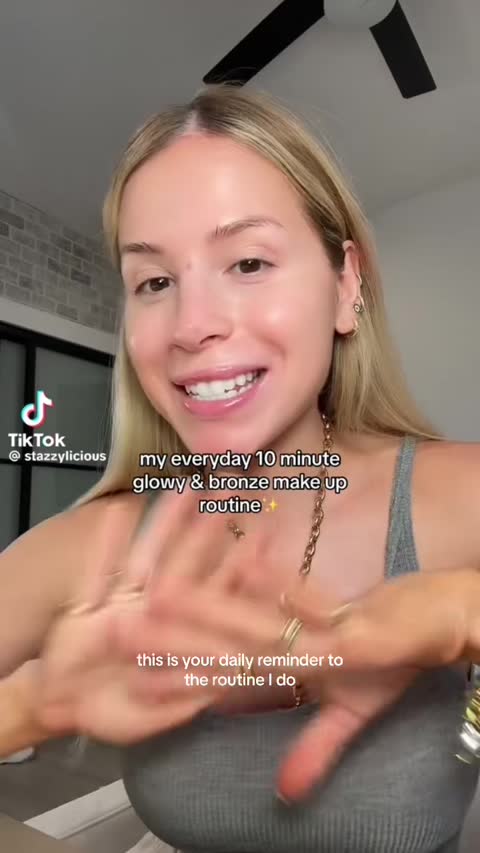 TikTok
@ stazzylicious
my everyday 10 minute
glowy & bronze make up
routine✨
this is your daily reminder to
the routine I do